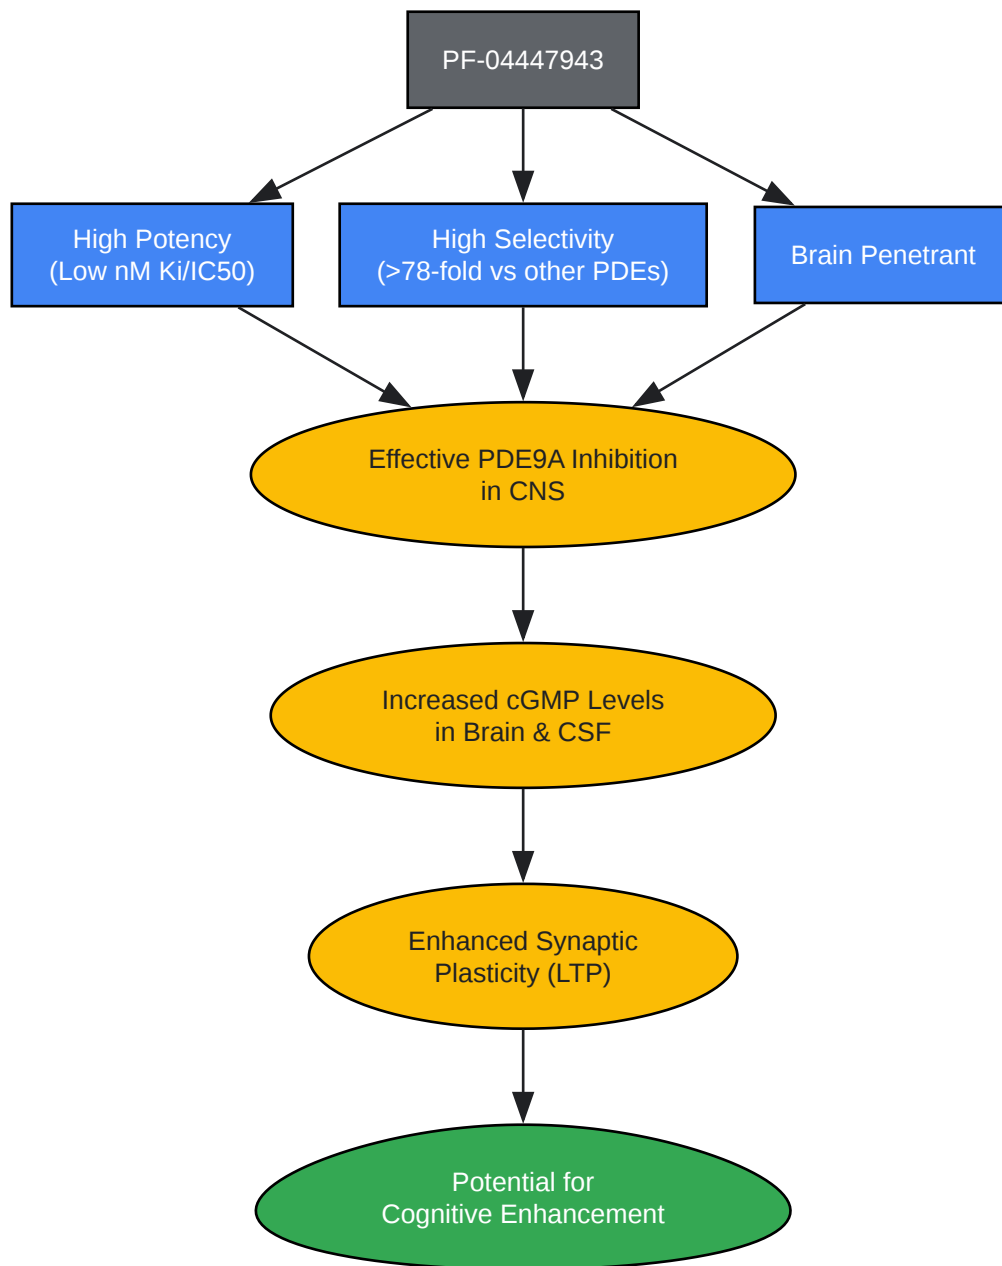 PF-04447943
High Potency
(Low nM Ki/IC50)
High Selectivity
(>78-fold vs other PDEs)
Brain Penetrant
Effective PDE9A Inhibition
in CNS
Increased cGMP Levels
in Brain & CSF
Enhanced Synaptic
Plasticity (LTP)
Potential for
Cognitive Enhancement